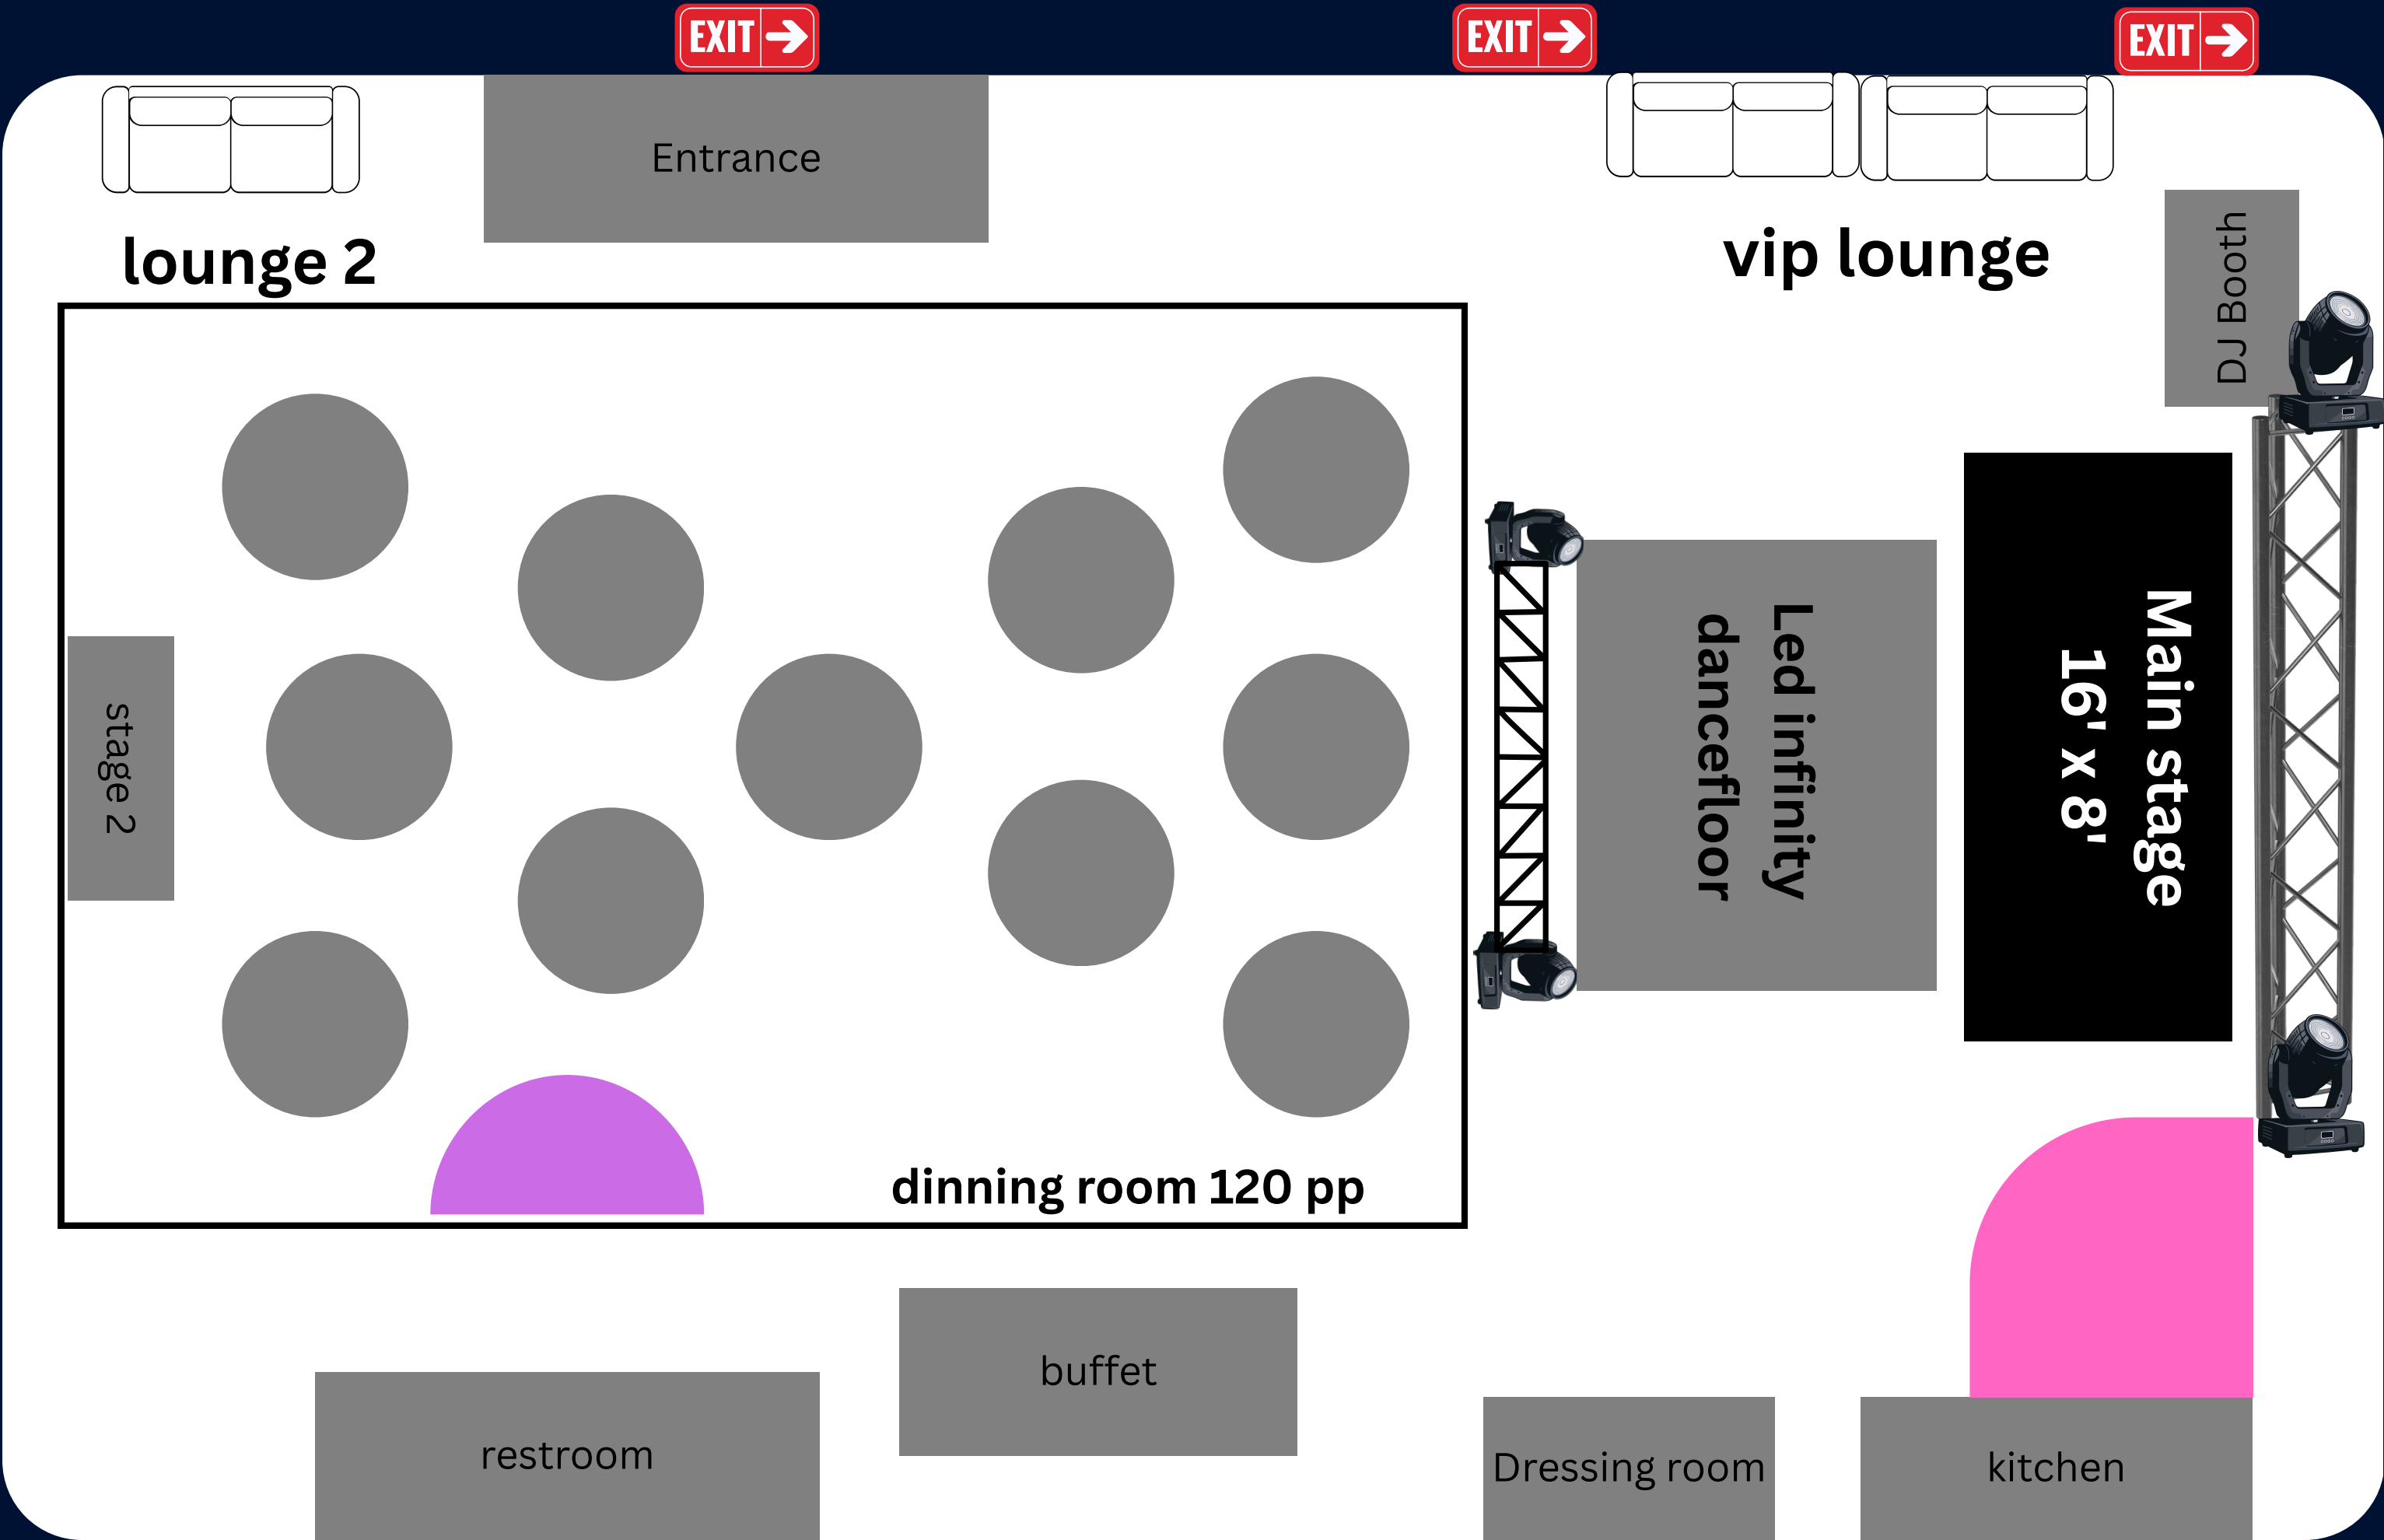 EXIT
EXIT
EXIT
Entrance
lounge 2
vip lounge
DJ Booth
stage 2
Led infinity
dancefloor
Main stage
16' x 8'
dinning room 120 pp
buffet
restroom
Dressing room
kitchen